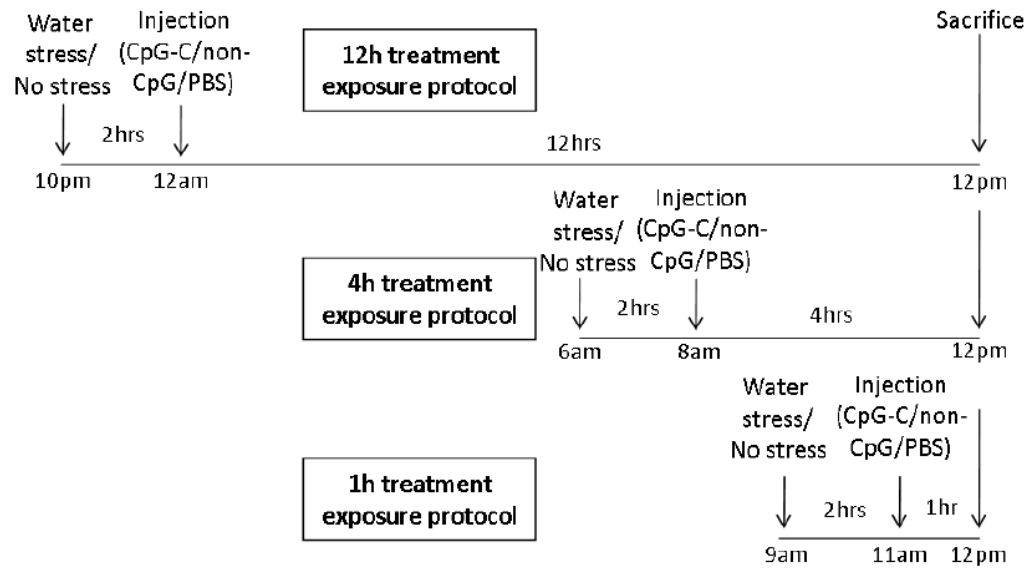 Water
stress/
No stress
Injection
(CpG-C/non-
CpG/PBS)
12h treatment
exposure protocol
Sacrifice
2hrs
12hrs
10pm
12am
12pm
Water
stress/
No stress
Injection
(CpG-C/non-
CpG/PBS)
4h treatment
exposure protocol
2hrs
4hrs
6am
8am
12pm
Water
stress/
No stress
Injection
(CpG-C/non-
CpG/PBS)
1h treatment
exposure protocol
2hrs
1hr
9am
11am
12pm